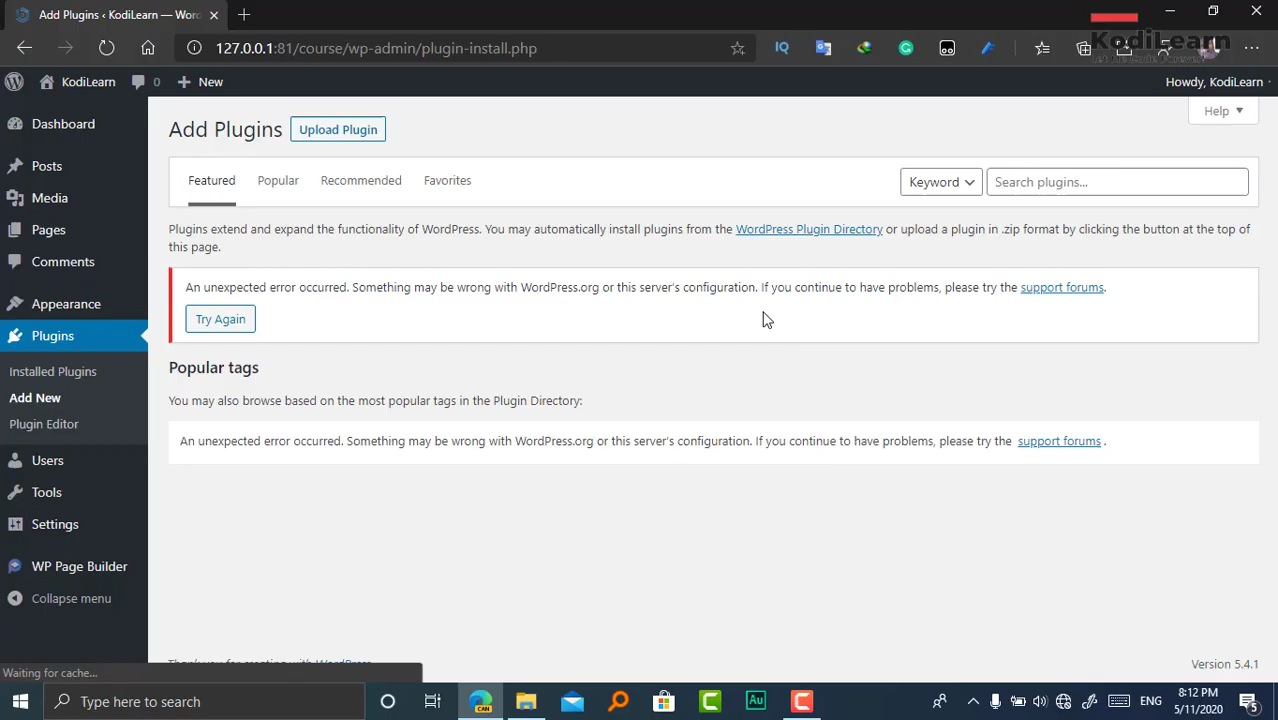 Add Plugins ‹ KodiLearn — Wor
127.0.0.1:81/course/wp-admin/plugin-install.php
KodiLearn
KodiLearn
0
New
Howdy, KodiLearn
Dashboard
Posts
Media
Pages
Comments
Appearance
Plugins
Installed Plugins
Add New
Plugin Editor
Users
Tools
Settings
WP Page Builder
Collapse menu
Add Plugins
Upload Plugin
Help
Featured
Popular
Recommended
Favorites
Keyword
Search plugins...
Plugins extend and expand the functionality of WordPress. You may automatically install plugins from the WordPress Plugin Directory or upload a plugin in .zip format by clicking the button at the top of
this page.
An unexpected error occurred. Something may be wrong with WordPress.org or this server's configuration. If you continue to have problems, please try the support forums.
Try Again
Popular tags
You may also browse based on the most popular tags in the Plugin Directory:
An unexpected error occurred. Something may be wrong with WordPress.org or this server's configuration. If you continue to have problems, please try the support forums .
Version 5.4.1
Waiting for cache...
Type here to search
CAN
Au
ENG
8:12 PM
5/11/2020
5